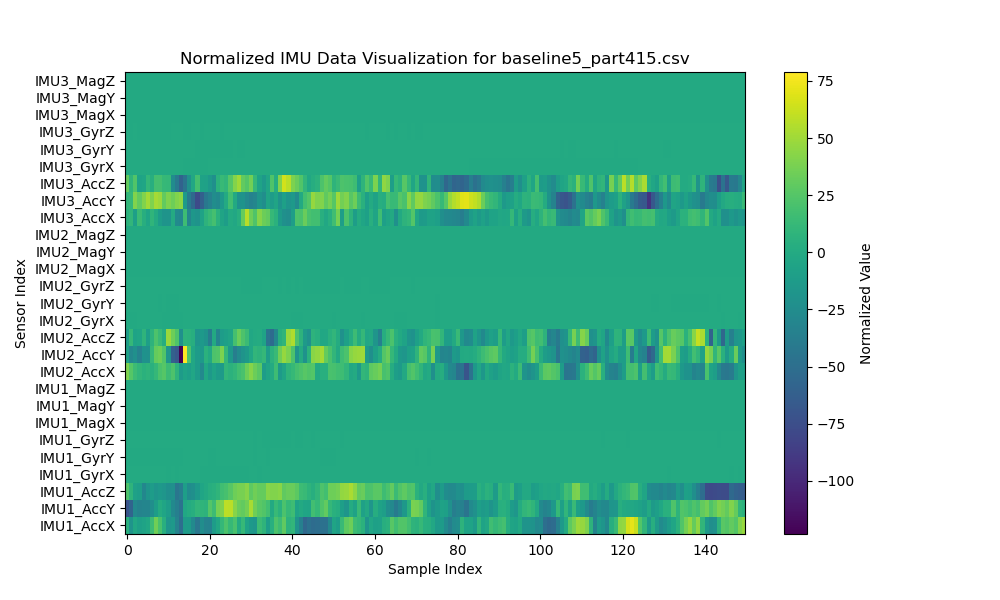 Normalized IMU Data Visualization for baseline5_part415.csv
IMU3_MagZ
IMU3_MagY
IMU3_MagX
IMU3_GyrZ
IMU3_GyrY
IMU3_GyrX
IMU3_AccZ
IMU3_AccY
IMU3_AccX
IMU2_MagZ
IMU2_MagY
IMU2_MagX
IMU2_GyrZ
IMU2_GyrY
IMU2_GyrX
IMU2_AccZ
IMU2_AccY
IMU2_AccX
IMU1_MagZ
IMU1_MagY
IMU1_MagX
IMU1_GyrZ
IMU1_GyrY
IMU1_GyrX
IMU1_AccZ
IMU1_AccY
IMU1_AccX
Sensor Index
0 20 40 60 80 100 120 140
Sample Index
75
50
25
0
−25
−50
−75
−100
Normalized Value